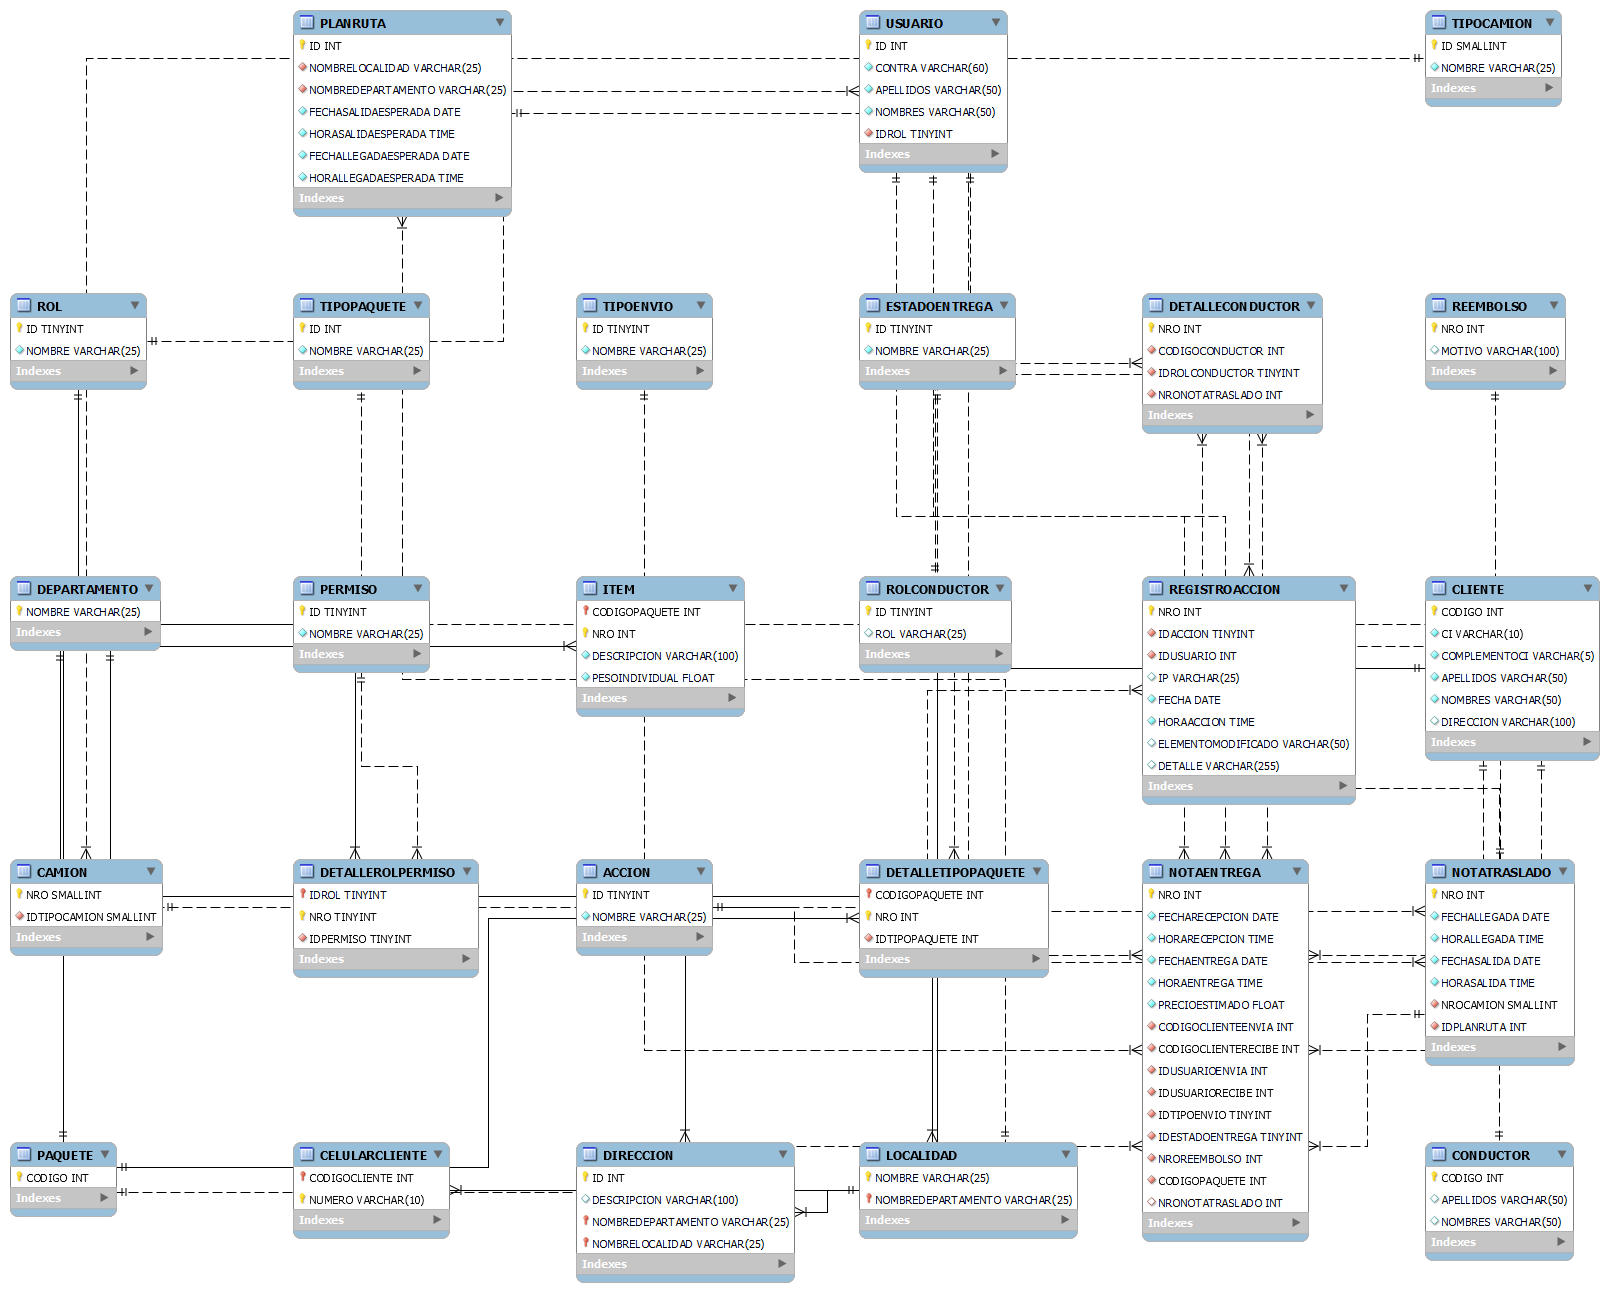 PLANRUTA
ID INT
NOMBRELOCALIDAD VARCHAR(25)
NOMBREDEPARTAMENTO VARCHAR(25)
FECHASALIDAESPERADA DATE
HORASALIDAESPERADA TIME
FECHALLEGADAESPERADA DATE
HORALLEGADAESPERADA TIME
Indexes
USUARIO
ID INT
CONTRA VARCHAR(60)
APELLIDOS VARCHAR(50)
NOMBRES VARCHAR(50)
IDROL TINYINT
Indexes
TIPOCAMION
ID SMALLINT
NOMBRE VARCHAR(25)
Indexes
ROL
ID TINYINT
NOMBRE VARCHAR(25)
Indexes
TIPOPAQUETE
ID INT
NOMBRE VARCHAR(25)
Indexes
TIPOENVIO
ID TINYINT
NOMBRE VARCHAR(25)
Indexes
ESTADOENTREGA
ID TINYINT
NOMBRE VARCHAR(25)
Indexes
DETALLECONDUCTOR
NRO INT
CODIGOCONDUCTOR INT
IDROLCONDUCTOR TINYINT
NRONOTATRASLADO INT
Indexes
REEMBOLSO
NRO INT
MOTIVO VARCHAR(100)
Indexes
DEPARTAMENTO
NOMBRE VARCHAR(25)
Indexes
PERMISO
ID TINYINT
NOMBRE VARCHAR(25)
Indexes
ITEM
CODIGOPAQUETE INT
NRO INT
DESCRIPCION VARCHAR(100)
PESOINDIVIDUAL FLOAT
Indexes
ROLCONDUCTOR
ID TINYINT
ROL VARCHAR(25)
Indexes
REGISTROACCION
NRO INT
IDACCION TINYINT
IDUSUARIO INT
IP VARCHAR(25)
FECHA DATE
HORAACCION TIME
ELEMENTOMODIFICADO VARCHAR(50)
DETALLE VARCHAR(255)
Indexes
CLIENTE
CODIGO INT
CI VARCHAR(10)
COMPLEMENTOCI VARCHAR(5)
APELLIDOS VARCHAR(50)
NOMBRES VARCHAR(50)
DIRECCION VARCHAR(100)
Indexes
CAMION
NRO SMALLINT
IDTIPOCAMION SMALLINT
Indexes
DETALLEROLPERMISO
IDROL TINYINT
NRO TINYINT
IDPERMISO TINYINT
Indexes
ACCION
ID TINYINT
NOMBRE VARCHAR(25)
Indexes
DETALLETIPOPAQUETE
CODIGOPAQUETE INT
NRO INT
IDTIPOPAQUETE INT
Indexes
NOTAENTREGA
NRO INT
FECHARECEPCION DATE
HORARECEPCION TIME
FECHAENTREGA DATE
HORAENTREGA TIME
PRECIOESTIMADO FLOAT
CODIGOCLIENTEENVIA INT
CODIGOCLIENTERECIBE INT
IDUSUARIOENVIA INT
IDUSUARIORECIBE INT
IDTIPOENVIO TINYINT
IDESTADOENTREGA TINYINT
NROREEMBOLSO INT
CODIGOPAQUETE INT
NRONOTATRASLADO INT
Indexes
NOTATRASLADO
NRO INT
FECHALLEGADA DATE
HORALLEGADA TIME
FECHASALIDA DATE
HORASALIDA TIME
NROCAMION SMALLINT
IDPLANRUTA INT
Indexes
PAQUETE
CODIGO INT
Indexes
CELULARCLIENTE
CODIGOCLIENTE INT
NUMERO VARCHAR(10)
Indexes
DIRECCION
ID INT
DESCRIPCION VARCHAR(100)
NOMBREDEPARTAMENTO VARCHAR(25)
NOMBRELOCALIDAD VARCHAR(25)
Indexes
LOCALIDAD
NOMBRE VARCHAR(25)
NOMBREDEPARTAMENTO VARCHAR(25)
Indexes
CONDUCTOR
CODIGO INT
APELLIDOS VARCHAR(50)
NOMBRES VARCHAR(50)
Indexes